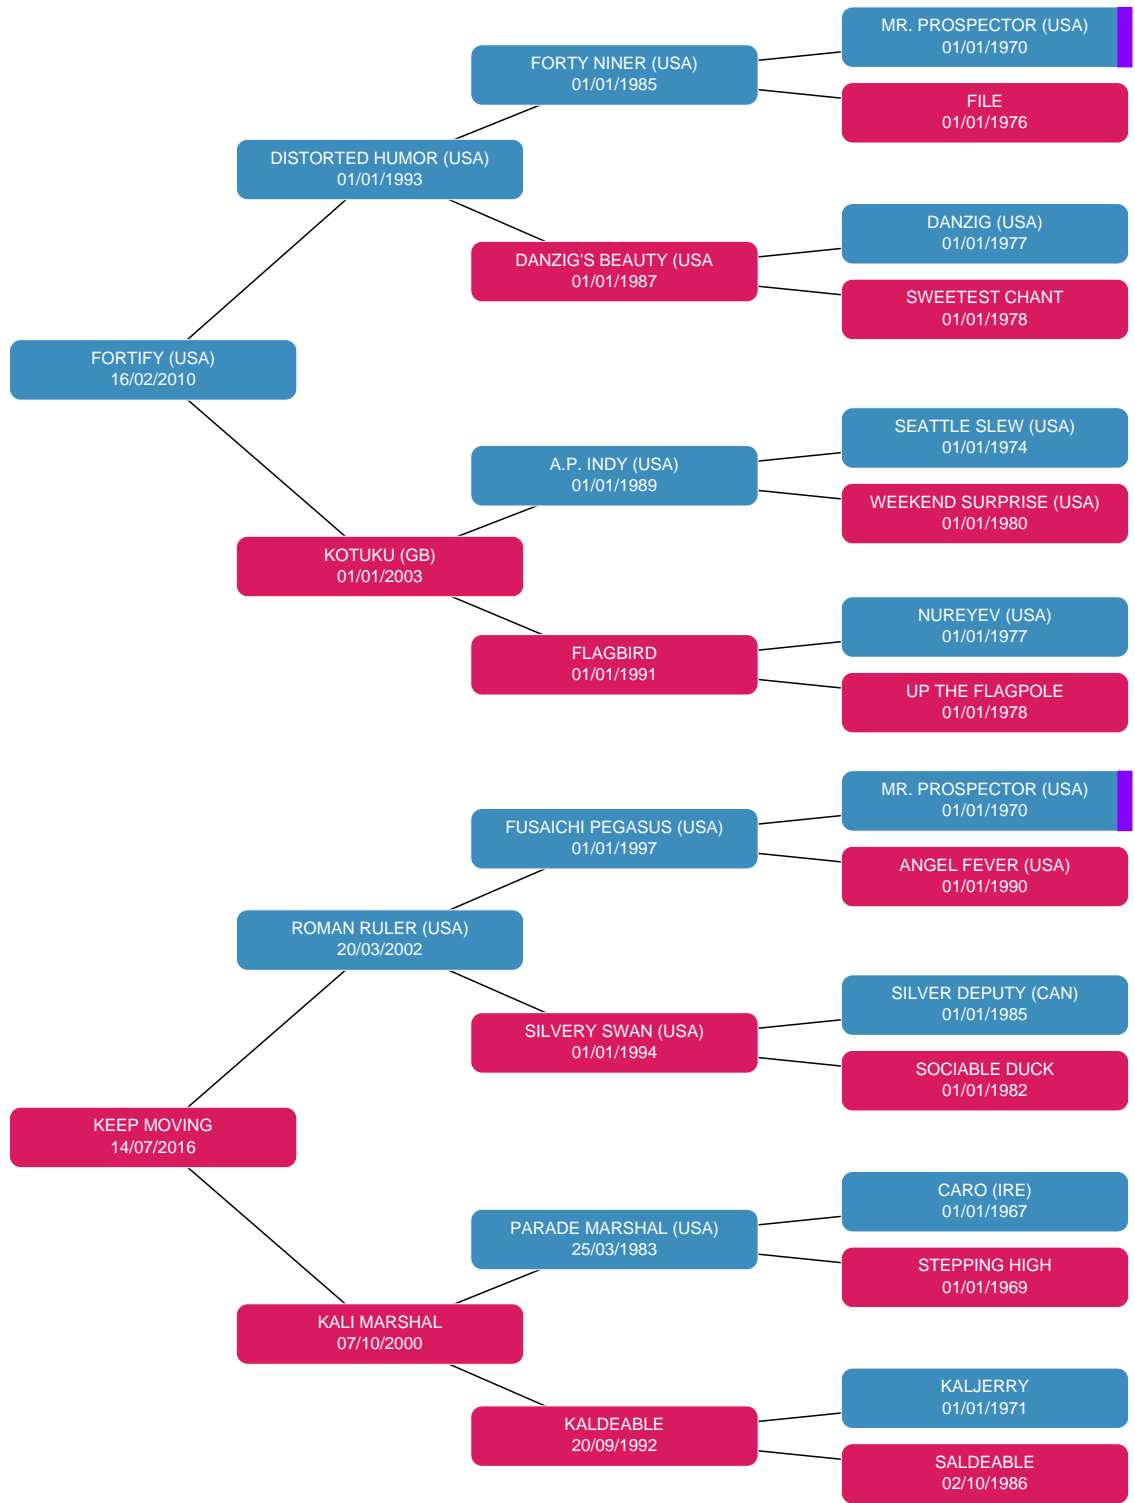 MR. PROSPECTOR (USA)
01/01/1970
FORTY NINER (USA)
01/01/1985
FILE
01/01/1976
DISTORTED HUMOR (USA)
01/01/1993
DANZIG (USA)
01/01/1977
DANZIG'S BEAUTY (USA
01/01/1987
SWEETEST CHANT
01/01/1978
FORTIFY (USA)
16/02/2010
SEATTLE SLEW (USA)
01/01/1974
A.P. INDY (USA)
01/01/1989
WEEKEND SURPRISE (USA)
01/01/1980
KOTUKU (GB)
01/01/2003
NUREYEV (USA)
01/01/1977
FLAGBIRD
01/01/1991
UP THE FLAGPOLE
01/01/1978
MR. PROSPECTOR (USA)
01/01/1970
FUSAICHI PEGASUS (USA)
01/01/1997
ANGEL FEVER (USA)
01/01/1990
ROMAN RULER (USA)
20/03/2002
SILVER DEPUTY (CAN)
01/01/1985
SILVERY SWAN (USA)
01/01/1994
SOCIABLE DUCK
01/01/1982
KEEP MOVING
14/07/2016
CARO (IRE)
01/01/1967
PARADE MARSHAL (USA)
25/03/1983
STEPPING HIGH
01/01/1969
KALI MARSHAL
07/10/2000
KALJERRY
01/01/1971
KALDEABLE
20/09/1992
SALDEABLE
02/10/1986